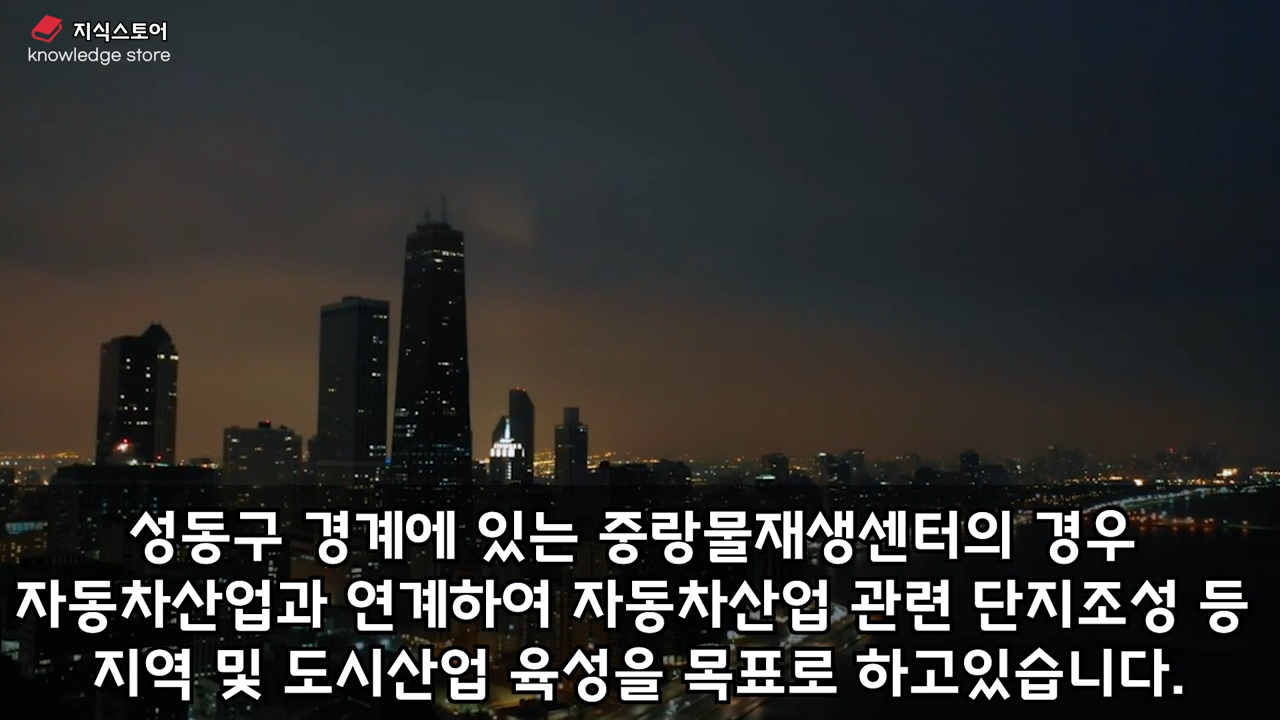 지식스토어
knowledge store
성동구 경계에 있는 중랑물재생센터의 경우
자동차산업과 연계하여 자동차산업 관련 단지조성 등
지역 및 도시산업 육성을 목표로 하고있습니다.